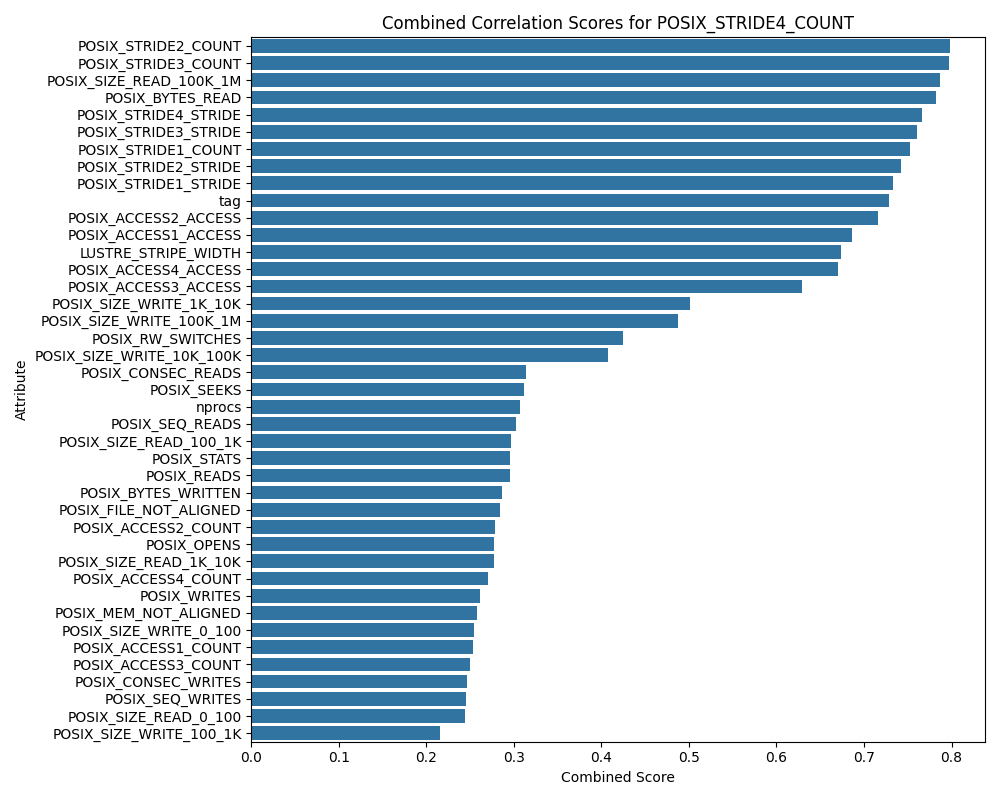 Combined Correlation Scores for POSIX_STRIDE4_COUNT
POSIX_STRIDE2_COUNT
POSIX_STRIDE3_COUNT
POSIX_SIZE_READ_100K_1M
POSIX_BYTES_READ
POSIX_STRIDE4_STRIDE
POSIX_STRIDE3_STRIDE
POSIX_STRIDE1_COUNT
POSIX_STRIDE2_STRIDE
POSIX_STRIDE1_STRIDE
tag
POSIX_ACCESS2_ACCESS
POSIX_ACCESS1_ACCESS
LUSTRE_STRIPE_WIDTH
POSIX_ACCESS4_ACCESS
POSIX_ACCESS3_ACCESS
POSIX_SIZE_WRITE_1K_10K
POSIX_SIZE_WRITE_100K_1M
POSIX_RW_SWITCHES
POSIX_SIZE_WRITE_10K_100K
POSIX_CONSEC_READS
POSIX_SEEKS
nprocs
POSIX_SEQ_READS
POSIX_SIZE_READ_100_1K
POSIX_STATS
POSIX_READS
POSIX_BYTES_WRITTEN
POSIX_FILE_NOT_ALIGNED
POSIX_ACCESS2_COUNT
POSIX_OPENS
POSIX_SIZE_READ_1K_10K
POSIX_ACCESS4_COUNT
POSIX_WRITES
POSIX_MEM_NOT_ALIGNED
POSIX_SIZE_WRITE_0_100
POSIX_ACCESS1_COUNT
POSIX_ACCESS3_COUNT
POSIX_CONSEC_WRITES
POSIX_SEQ_WRITES
POSIX_SIZE_READ_0_100
POSIX_SIZE_WRITE_100_1K
Attribute
0.0 0.1 0.2 0.3 0.4 0.5 0.6 0.7 0.8
Combined Score